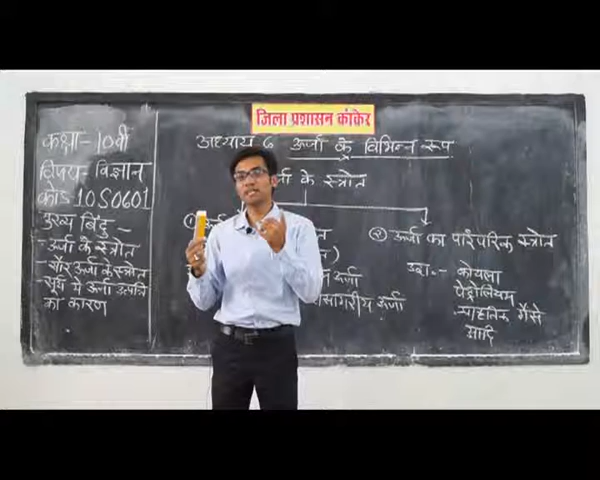 जिला प्रशासन कांकेर
कक्षा - 10वीं
विषय - विज्ञान
कोड 10S0601
मुख्य बिंदु -
- ऊर्जा के स्त्रोत
- सौर ऊर्जा के स्त्रोत
- सूर्य में ऊर्जा उत्पत्ति
का कारण
अध्याय 6 ऊर्जा के विभिन्न रूप
के स्त्रोत
①
ऊर्जा
ऊर्जा
② ऊर्जा का पारंपरिक स्त्रोत
उदा. - कोयला
पेट्रोलियम
प्राकृतिक गैसे
आदि